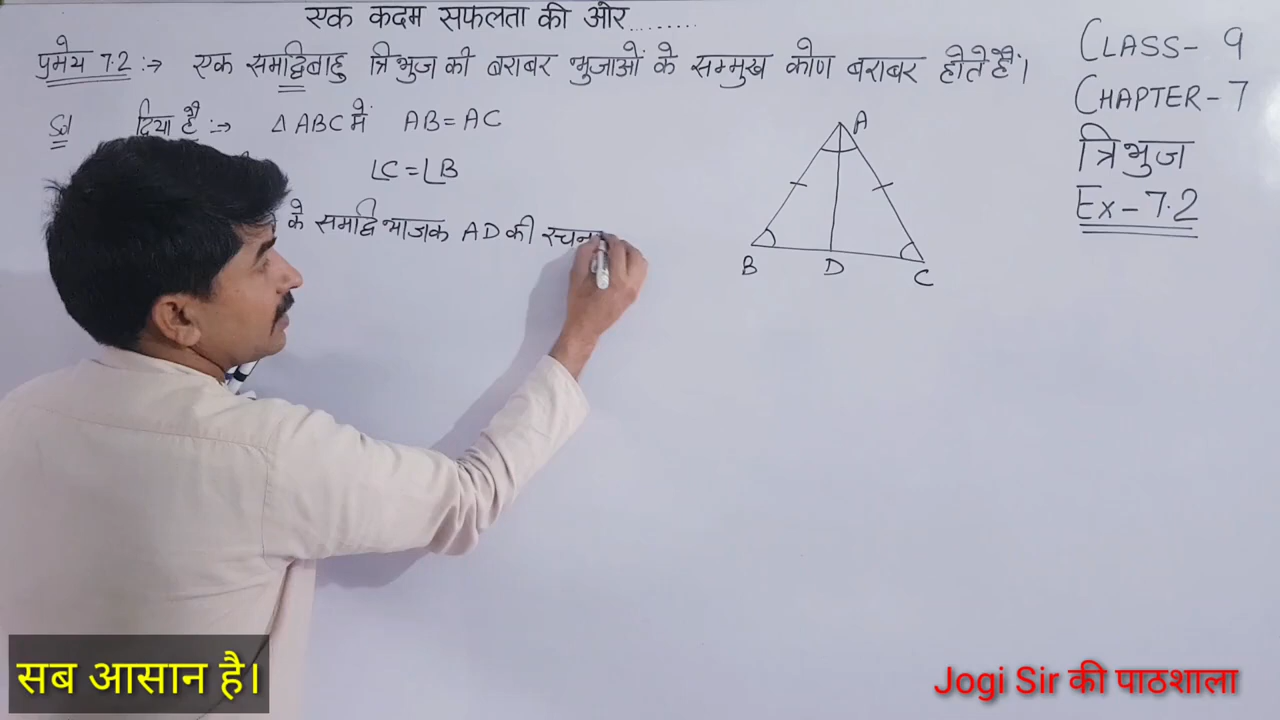 एक कदम सफलता की ओर........
प्रमेय 7.2 :→ एक समद्विबाहु त्रिभुज की बराबर भुजाओं के सम्मुख कोण बराबर होते हैं।
Sol दिया है :→ Δ ABC में AB = AC
∠C = ∠B
के समद्विभाजक AD की रचना
A
B D C
CLASS- 9
CHAPTER-7
त्रिभुज
Ex-7.2
सब आसान है।
Jogi Sir की पाठशाला